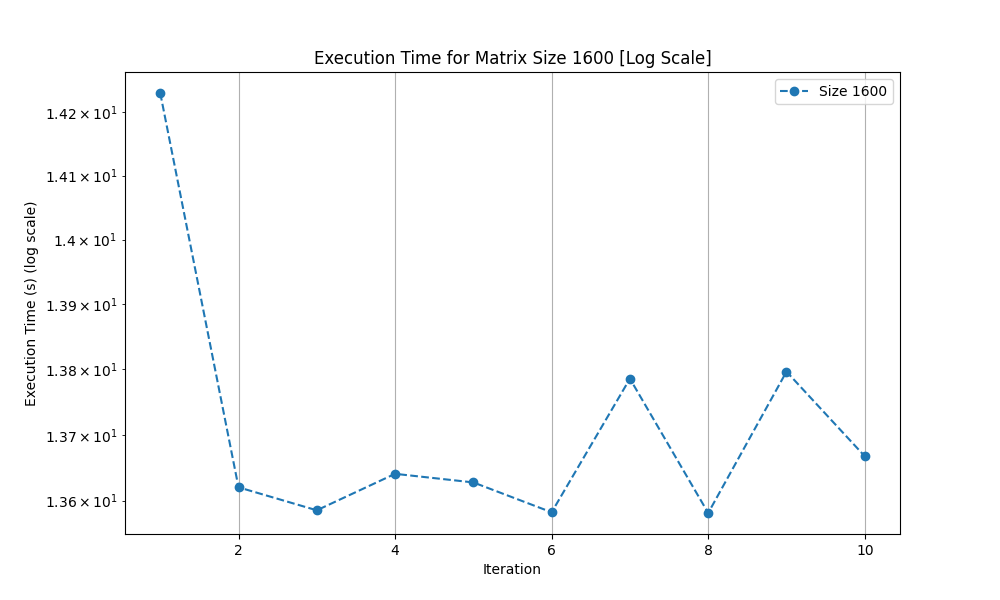 Execution Time for Matrix Size 1600 [Log Scale]
Size 1600
Execution Time (s) (log scale)
1.42 × 10¹
1.41 × 10¹
1.4 × 10¹
1.39 × 10¹
1.38 × 10¹
1.37 × 10¹
1.36 × 10¹
2 4 6 8 10
Iteration